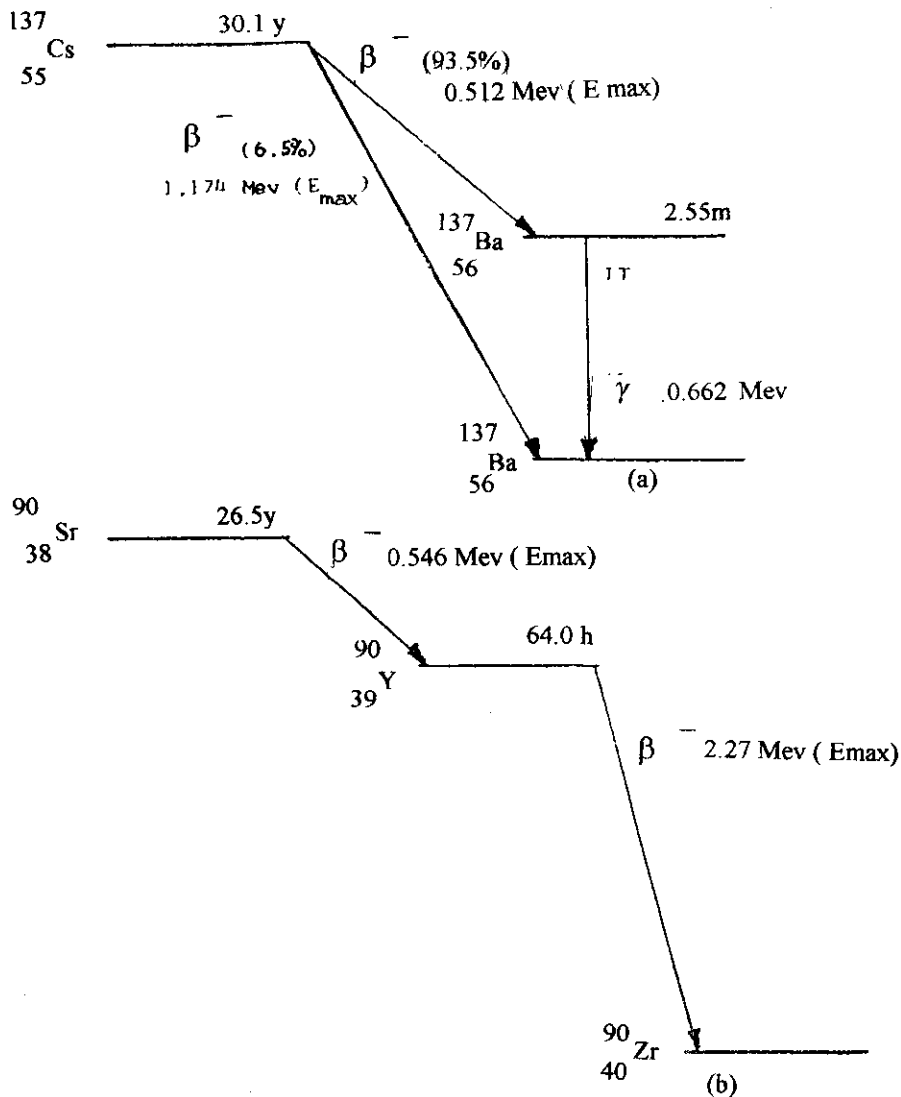 137
Cs
55
30.1 y
β − (93.5%)
0.512 Mev ( E max)
β − (6.5%)
1.174 Mev (E max)
137
Ba
56
2.55m
IT
γ 0.662 Mev
137
Ba
56
(a)
90
Sr
38
26.5y
β − 0.546 Mev ( Emax)
90
Y
39
64.0 h
β − 2.27 Mev ( Emax)
90
Zr
40
(b)